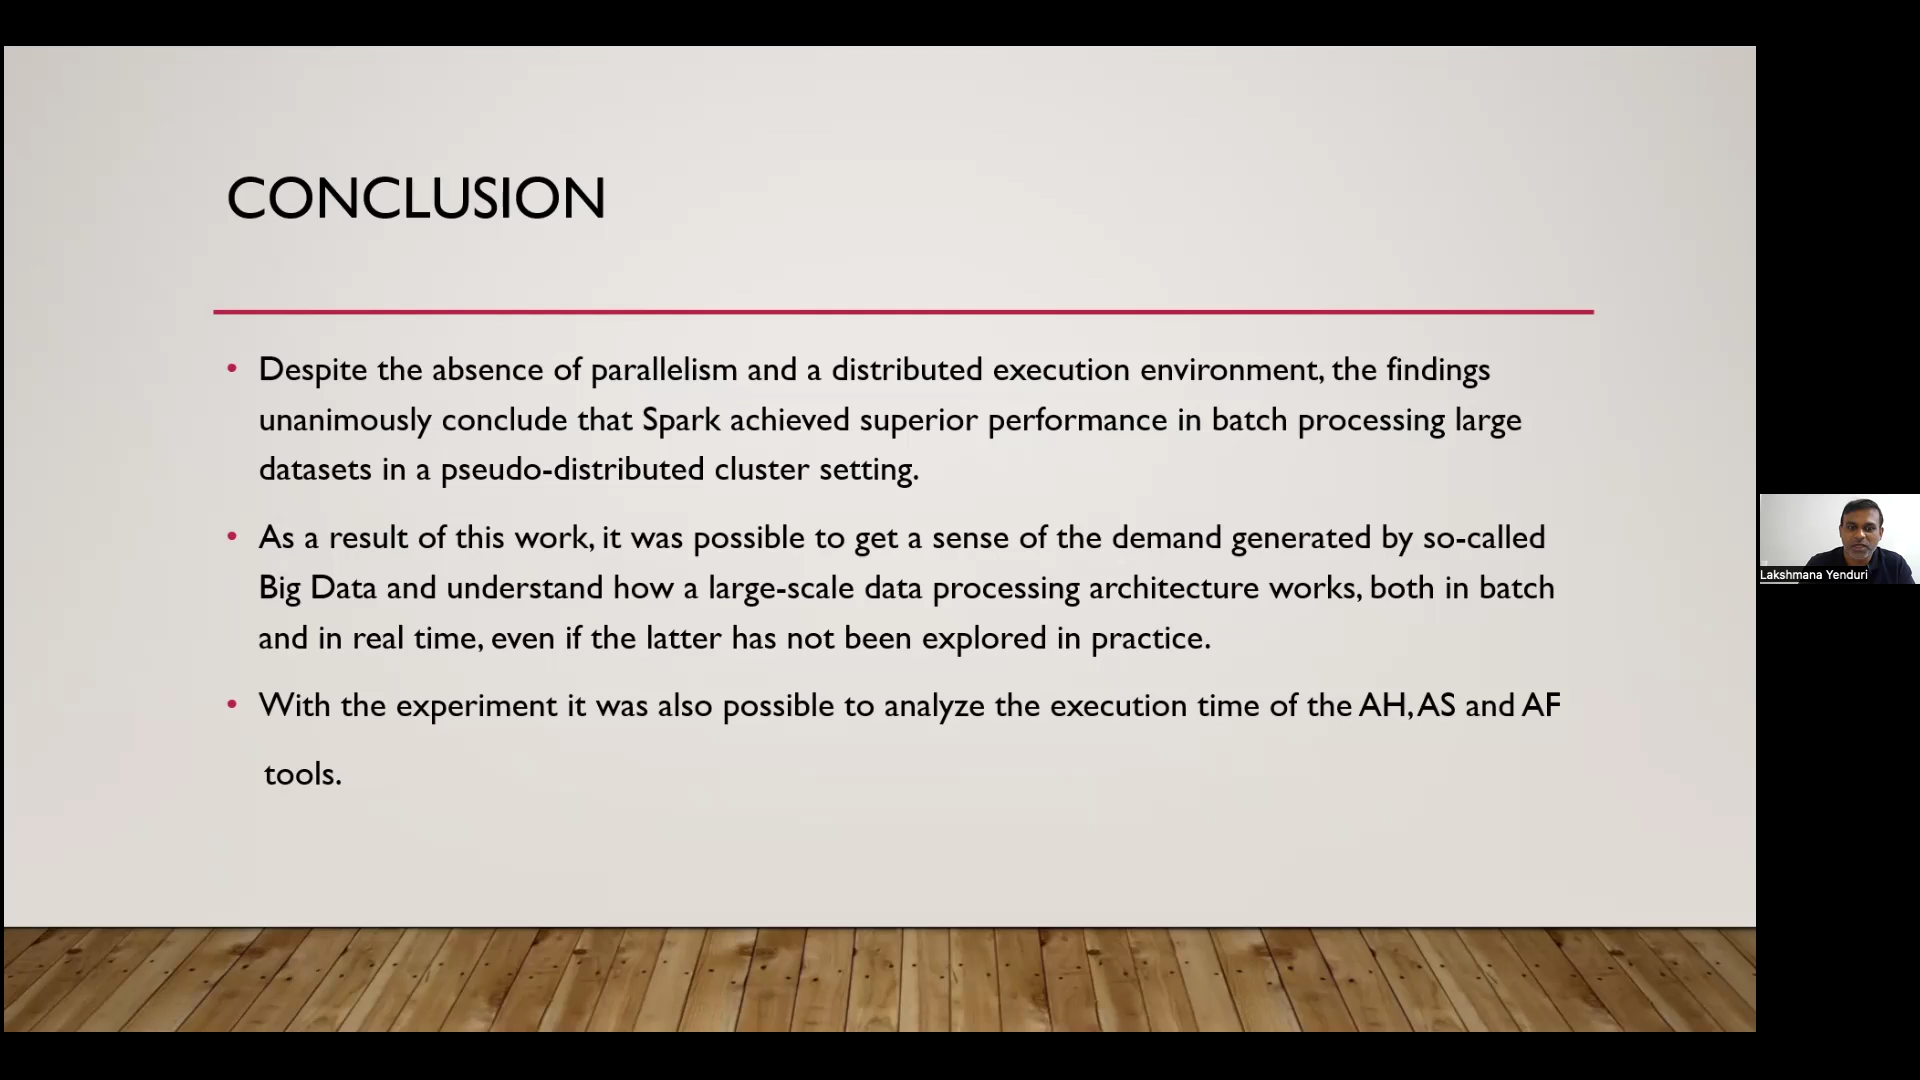 CONCLUSION
• Despite the absence of parallelism and a distributed execution environment, the findings
unanimously conclude that Spark achieved superior performance in batch processing large
datasets in a pseudo-distributed cluster setting.
• As a result of this work, it was possible to get a sense of the demand generated by so-called
Big Data and understand how a large-scale data processing architecture works, both in batch
and in real time, even if the latter has not been explored in practice.
• With the experiment it was also possible to analyze the execution time of the AH, AS and AF
tools.
Lakshmana Yenduri